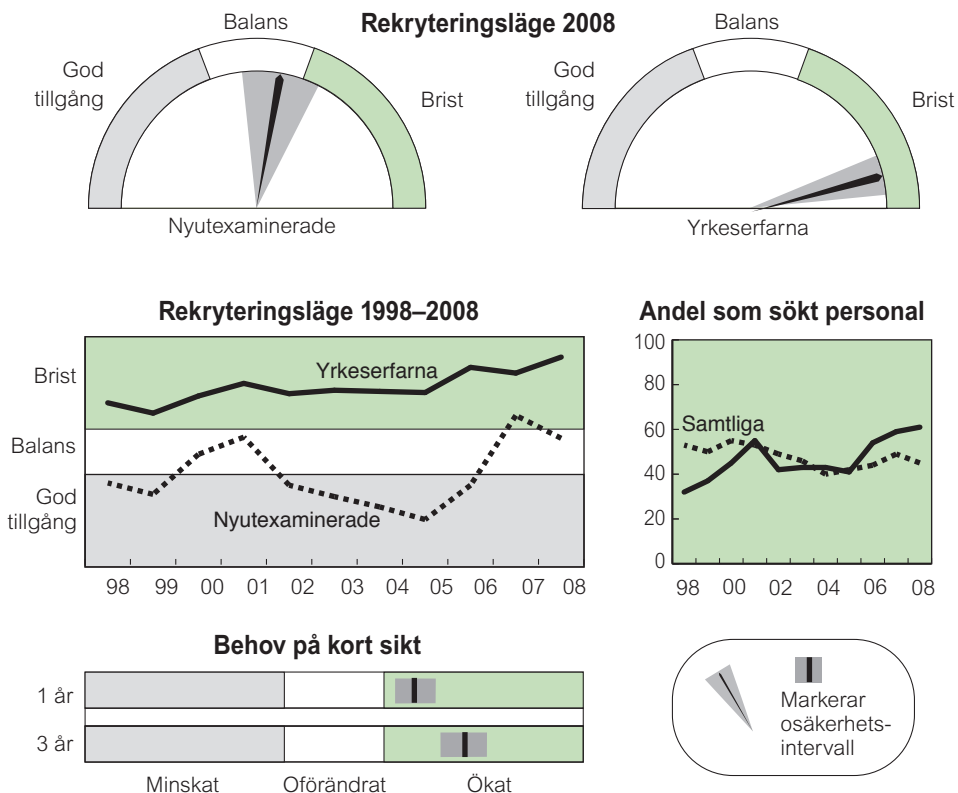 Rekryteringsläge 2008
Balans
God
tillgång
Brist
Nyutexaminerade
Balans
God
tillgång
Brist
Yrkeserfarna
Rekryteringsläge 1998–2008
Brist
Balans
God
tillgång
Yrkeserfarna
Nyutexaminerade
98 99 00 01 02 03 04 05 06 07 08
Andel som sökt personal
100
80
60
40
20
0
Samtliga
98 00 02 04 06 08
Behov på kort sikt
1 år
3 år
Minskat Oförändrat Ökat
Markerar
osäkerhets-
intervall